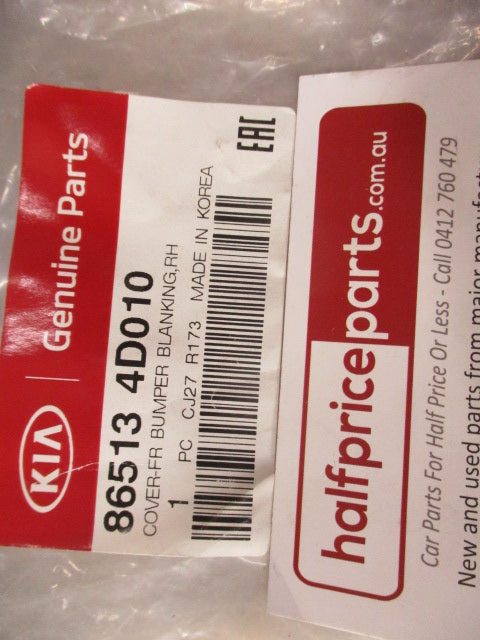 KIA | Genuine Parts
86513 4D010
COVER-FR BUMPER BLANKING,RH
1 PC CJ27 R173 MADE IN KOREA
EAC
halfpriceparts.com.au
Car Parts For Half Price Or Less - Call 0412 760 479
New and used parts from major